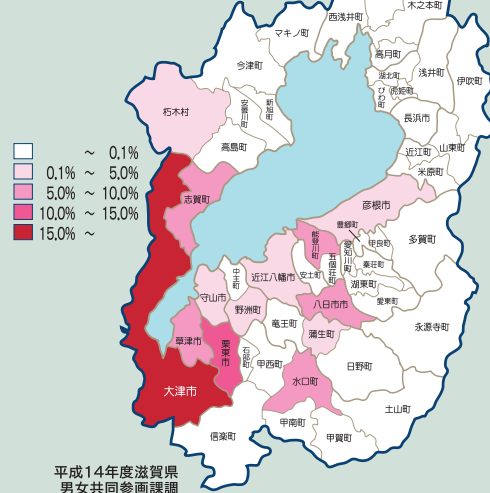 木之本町
西浅井町
マキノ町
高月町
浅井町
伊吹町
今津町
湖北町
虎姫町
びわ町
朽木村
安曇川町
新旭町
長浜市
山東町
高島町
近江町
米原町
～ 0.1%
0.1% ～ 5.0%
5.0% ～ 10.0%
10.0% ～ 15.0%
15.0% ～
志賀町
彦根市
豊郷町
多賀町
能登川町
甲良町
愛知川町
秦荘町
五個荘町
中主町
近江八幡市
安土町
湖東町
愛東町
守山市
野洲町
八日市市
永源寺町
竜王町
蒲生町
草津市
栗東市
石部町
甲西町
日野町
水口町
大津市
土山町
甲南町
信楽町
甲賀町
平成14年度滋賀県
男女共同参画課調